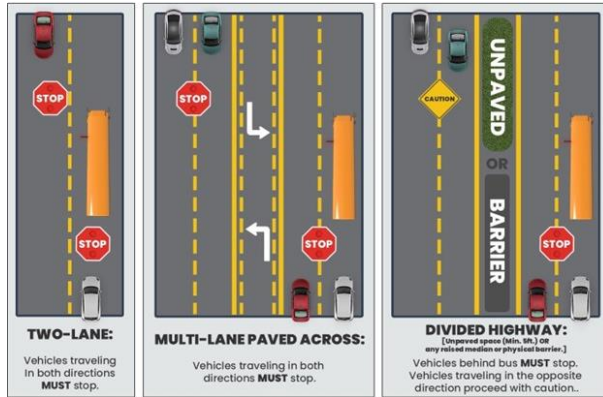 STOP
STOP
TWO-LANE:
Vehicles traveling
In both directions
MUST stop.
STOP
STOP
MULTI-LANE PAVED ACROSS:
Vehicles traveling in both
directions MUST stop.
CAUTION
UNPAVED
OR
BARRIER
STOP
DIVIDED HIGHWAY:
[Unpaved space (Min. 5ft.) OR
any raised median or physical barrier.]
Vehicles behind bus MUST stop.
Vehicles traveling in the opposite
direction proceed with caution..